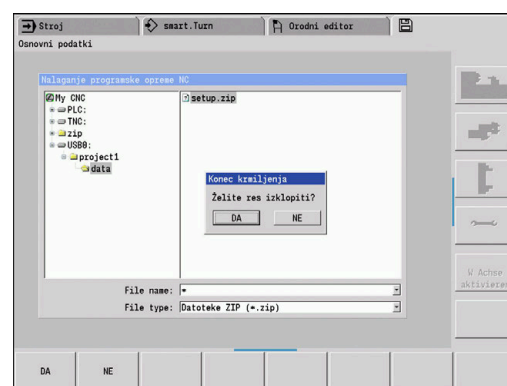 Stroj
smart.Turn
Orodni editor
Osnovni podatki
Nalaganje programske opreme NC
My CNC
PLC:
TNC:
zip
USB0:
project1
data
setup.zip
Konec krmiljenja
Želite res izklopiti?
DA
NE
File name: *
File type: Datoteke ZIP (*.zip)
W Achse
aktivieren
DA
NE